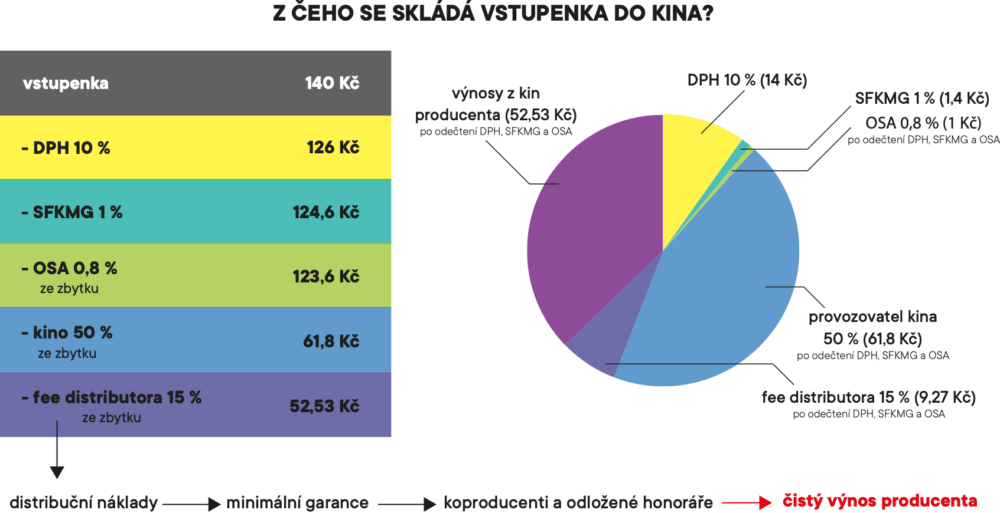 Z ČEHO SE SKLÁDÁ VSTUPENKA DO KINA?
vstupenka 140 Kč
- DPH 10 % 126 Kč
- SFKMG 1 % 124,6 Kč
- OSA 0,8 % 123,6 Kč
ze zbytku
- kino 50 % 61,8 Kč
ze zbytku
- fee distributora 15 % 52,53 Kč
ze zbytku
výnosy z kin
producenta (52,53 Kč)
po odečtení DPH, SFKMG a OSA
DPH 10 % (14 Kč)
SFKMG 1 % (1,4 Kč)
OSA 0,8 % (1 Kč)
po odečtení DPH, SFKMG a OSA
provozovatel kina
50 % (61,8 Kč)
po odečtení DPH, SFKMG a OSA
fee distributora 15 % (9,27 Kč)
po odečtení DPH, SFKMG a OSA
distribuční náklady minimální garance koproducenti a odložené honoráře čistý výnos producenta